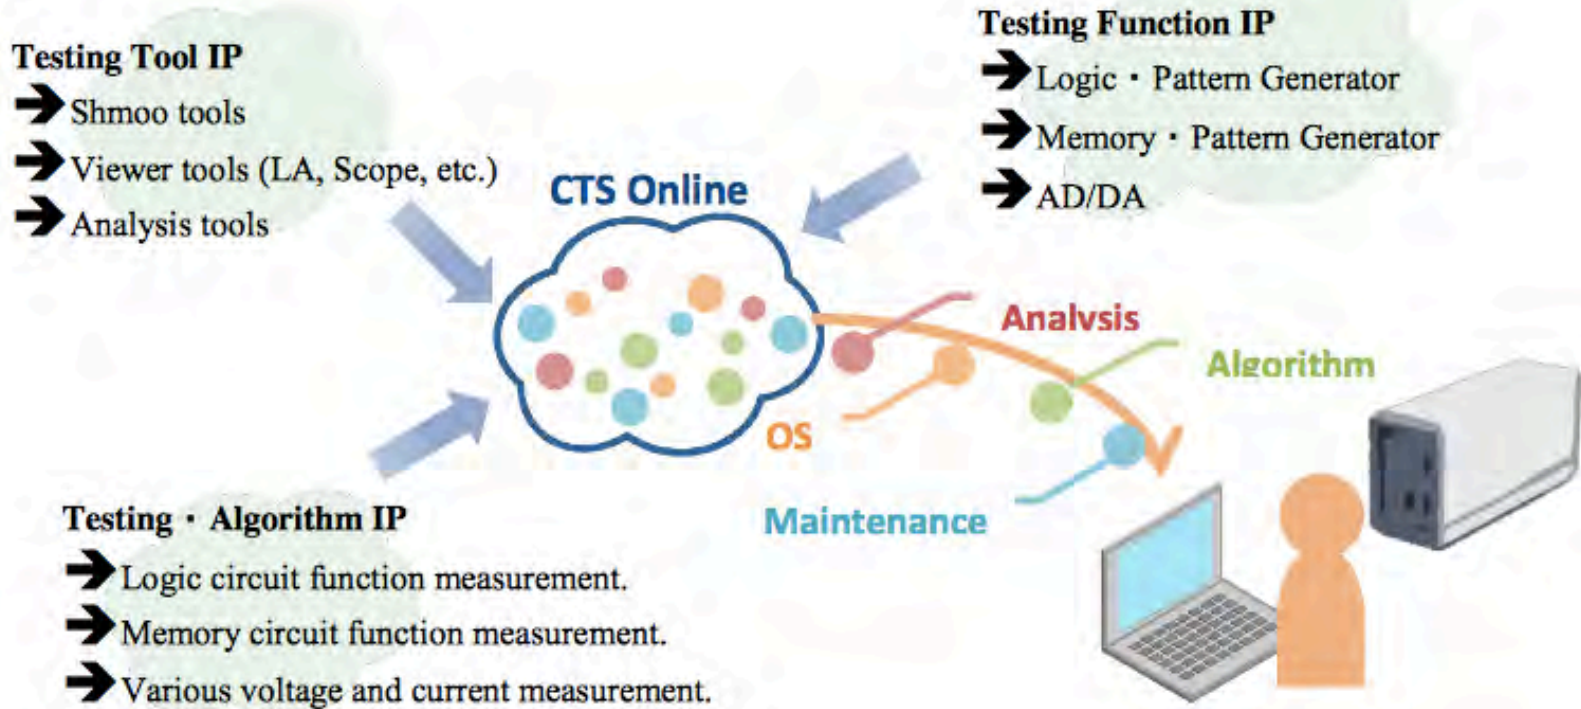 Testing Tool IP
➔ Shmoo tools
➔ Viewer tools (LA, Scope, etc.)
➔ Analysis tools
Testing Function IP
➔ Logic・Pattern Generator
➔ Memory・Pattern Generator
➔ AD/DA
CTS Online
Analysis
Algorithm
OS
Maintenance
Testing・Algorithm IP
➔ Logic circuit function measurement.
➔ Memory circuit function measurement.
➔ Various voltage and current measurement.